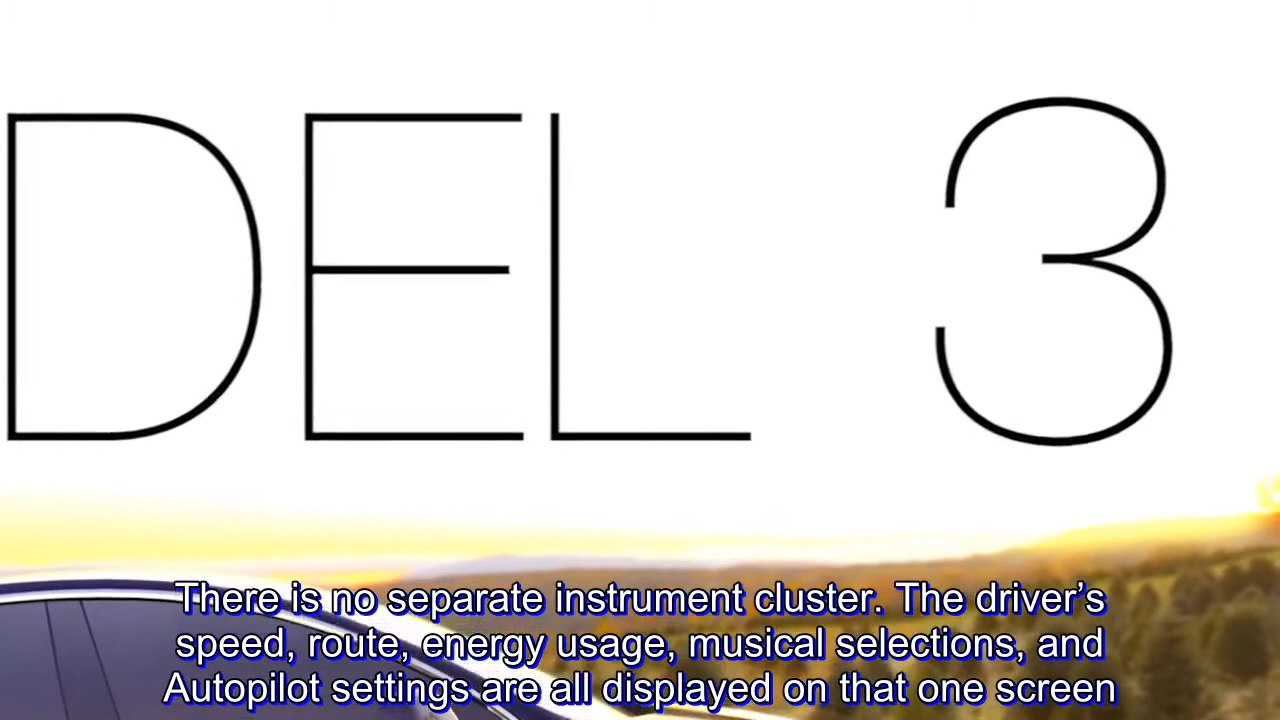 DEL 3
There is no separate instrument cluster. The driver’s
speed, route, energy usage, musical selections, and
Autopilot settings are all displayed on that one screen